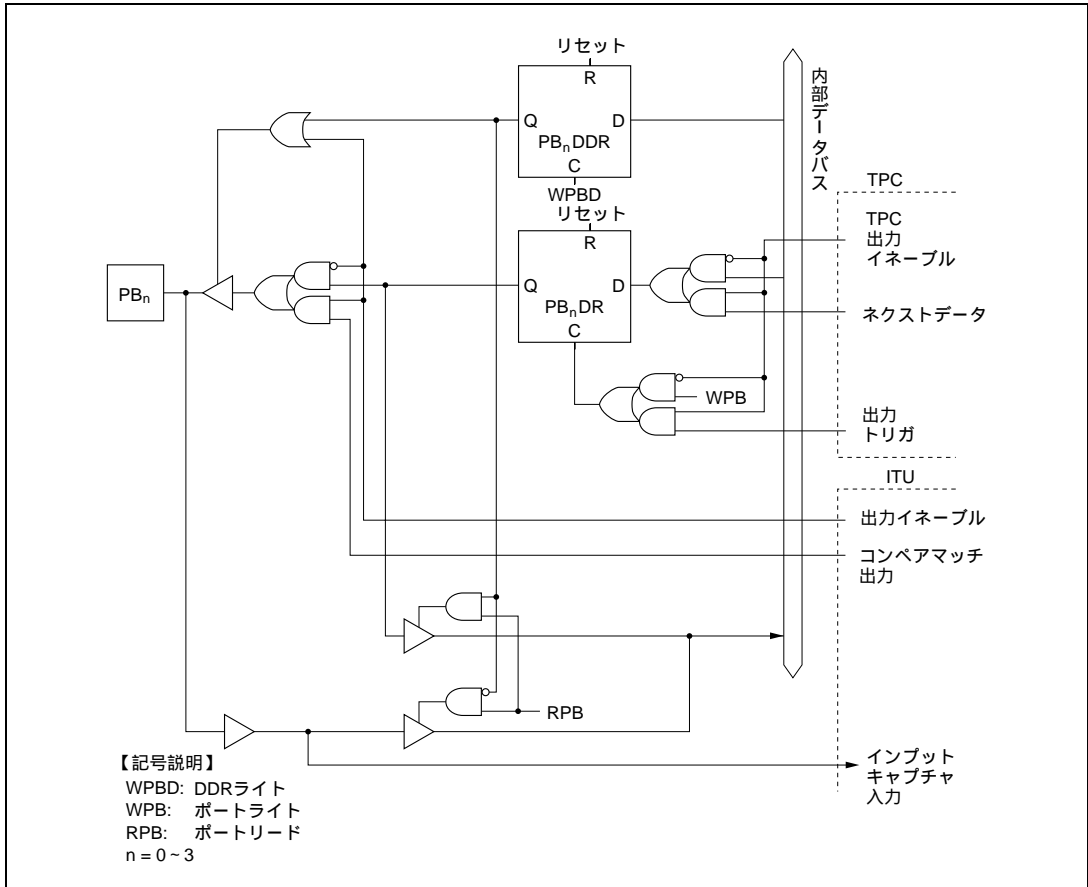 リセット
R
Q
D
PBnDDR
C
WPBD
リセット
R
Q
D
PBnDR
C
内部データバス
TPC
TPC
出力
イネーブル
ネクストデータ
WPB
出力
トリガ
PBn
ITU
出力イネーブル
コンペアマッチ
出力
RPB
インプット
キャプチャ
入力
【記号説明】
WPBD: DDRライト
WPB: ポートライト
RPB: ポートリード
n = 0 ~ 3